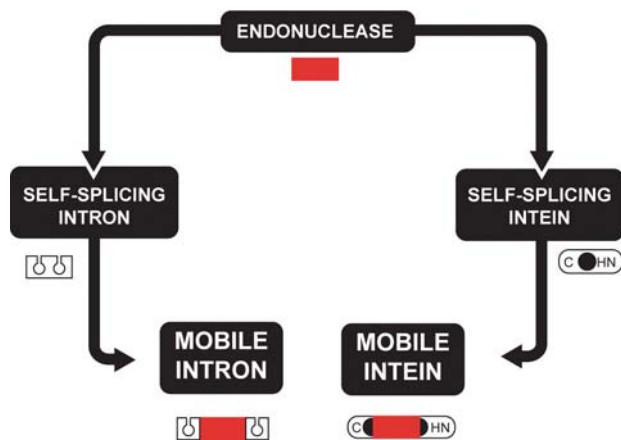 ENDONUCLEASE
SELF-SPLICING
INTRON
SELF-SPLICING
INTEIN
C HN
MOBILE
INTRON
MOBILE
INTEIN
C HN